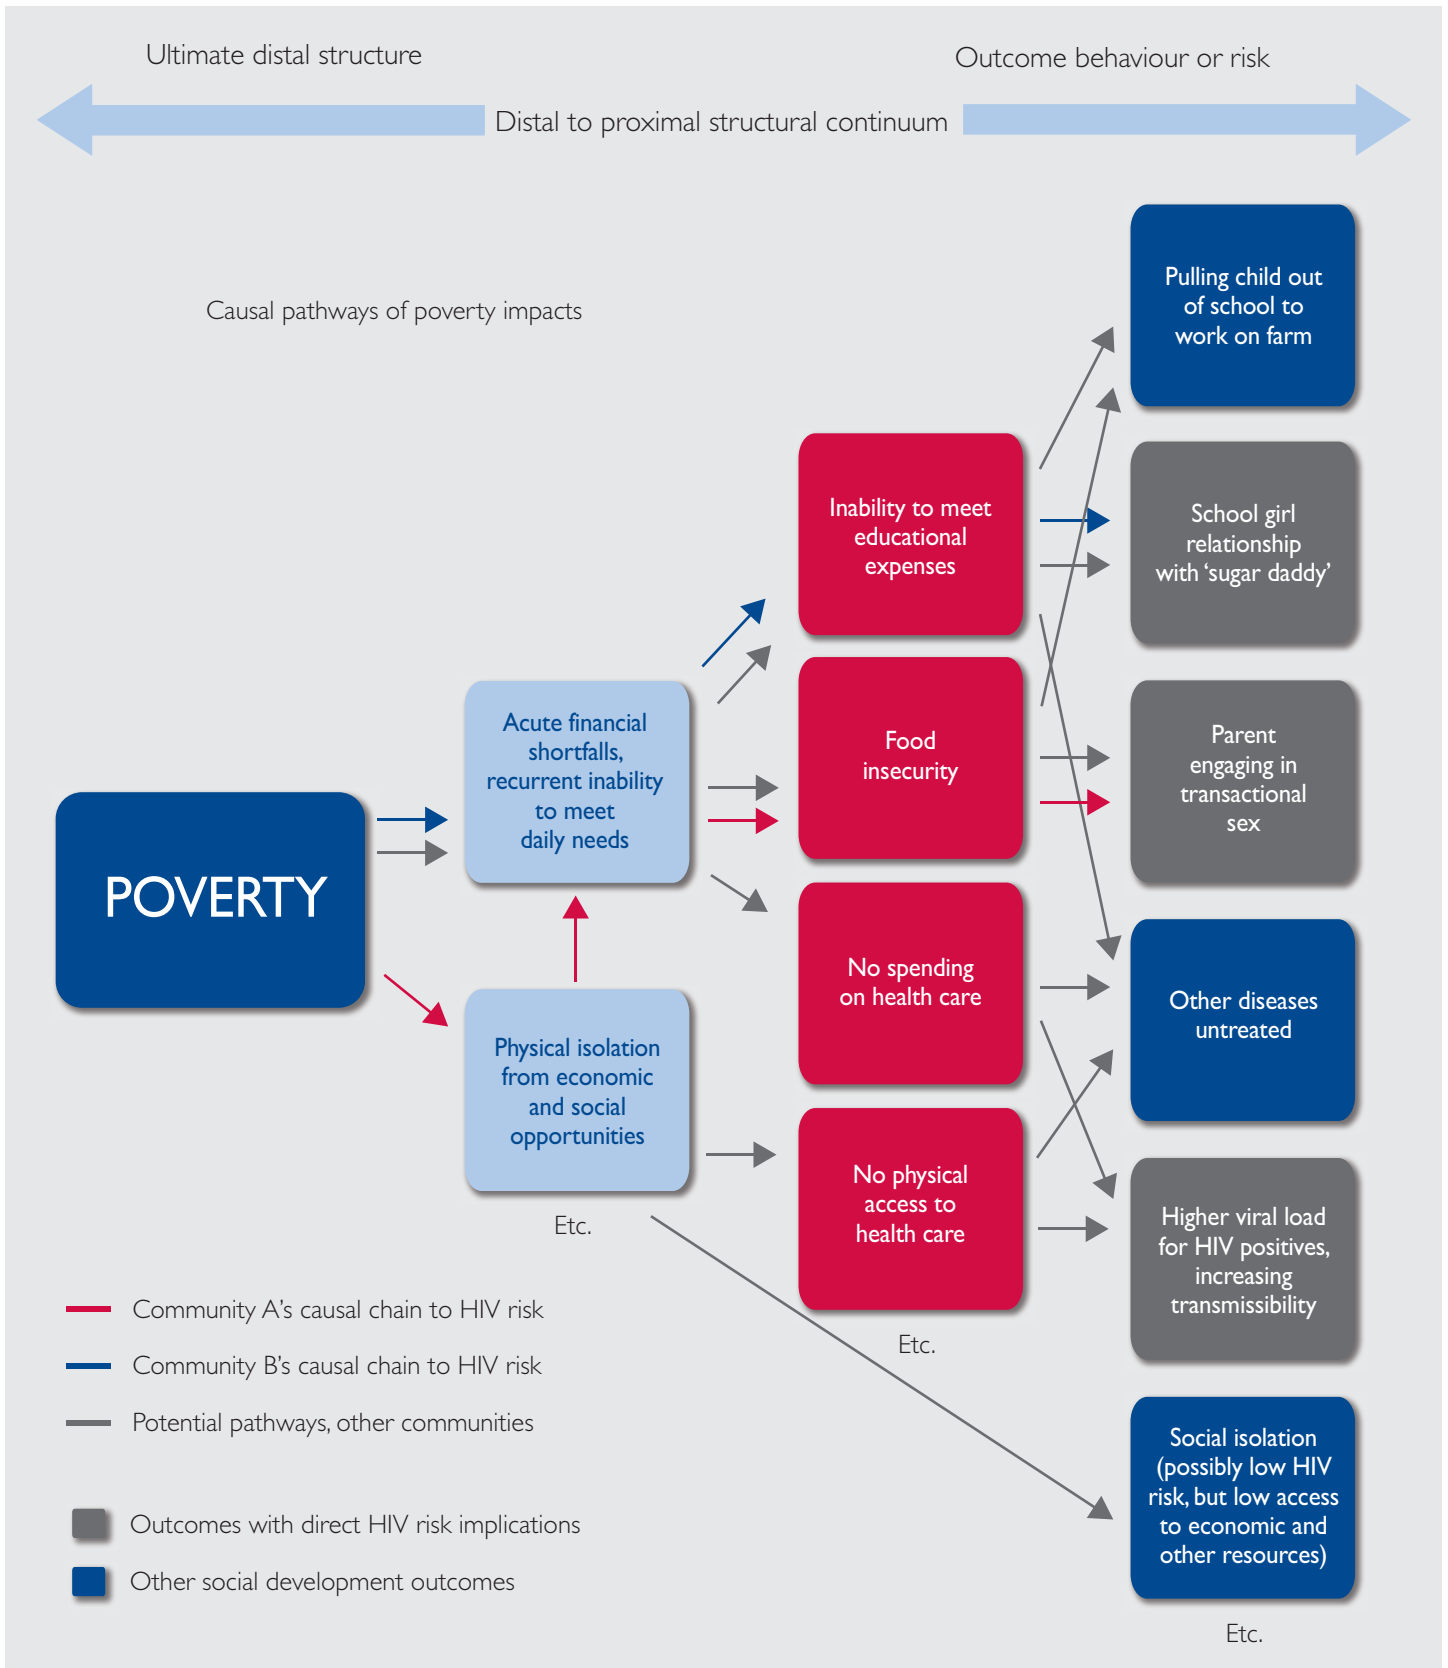 Ultimate distal structure
Outcome behaviour or risk
Distal to proximal structural continuum
Causal pathways of poverty impacts
POVERTY
Acute financial
shortfalls,
recurrent inability
to meet
daily needs
Physical isolation
from economic
and social
opportunities
Etc.
Inability to meet
educational
expenses
Food
insecurity
No spending
on health care
No physical
access to
health care
Etc.
Pulling child out
of school to
work on farm
School girl
relationship
with ‘sugar daddy’
Parent
engaging in
transactional
sex
Other diseases
untreated
Higher viral load
for HIV positives,
increasing
transmissibility
Social isolation
(possibly low HIV
risk, but low access
to economic and
other resources)
Etc.
Community A’s causal chain to HIV risk
Community B’s causal chain to HIV risk
Potential pathways, other communities
Outcomes with direct HIV risk implications
Other social development outcomes